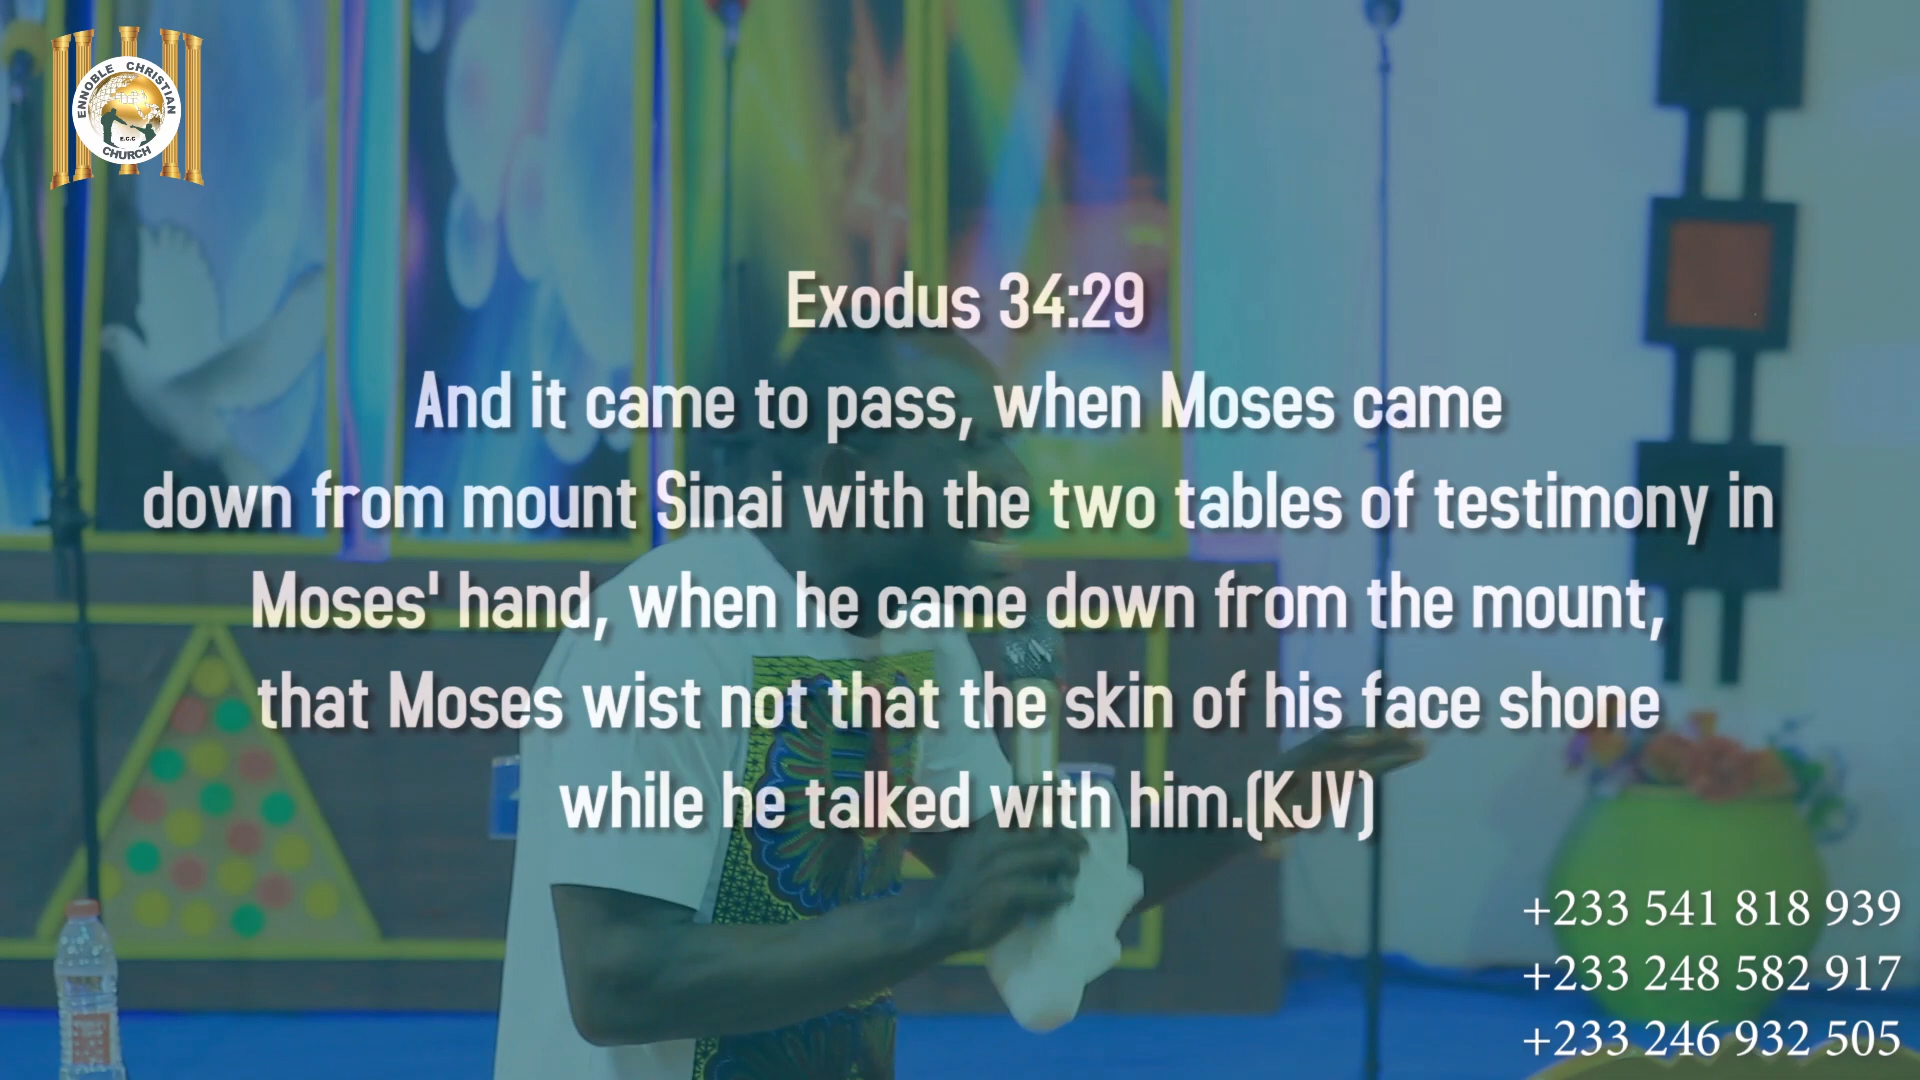 ENNOBLE CHRISTIAN
E.C.C
CHURCH
Exodus 34:29
And it came to pass, when Moses came
down from mount Sinai with the two tables of testimony in
Moses' hand, when he came down from the mount,
that Moses wist not that the skin of his face shone
while he talked with him.(KJV)
+233 541 818 939
+233 248 582 917
+233 246 932 505